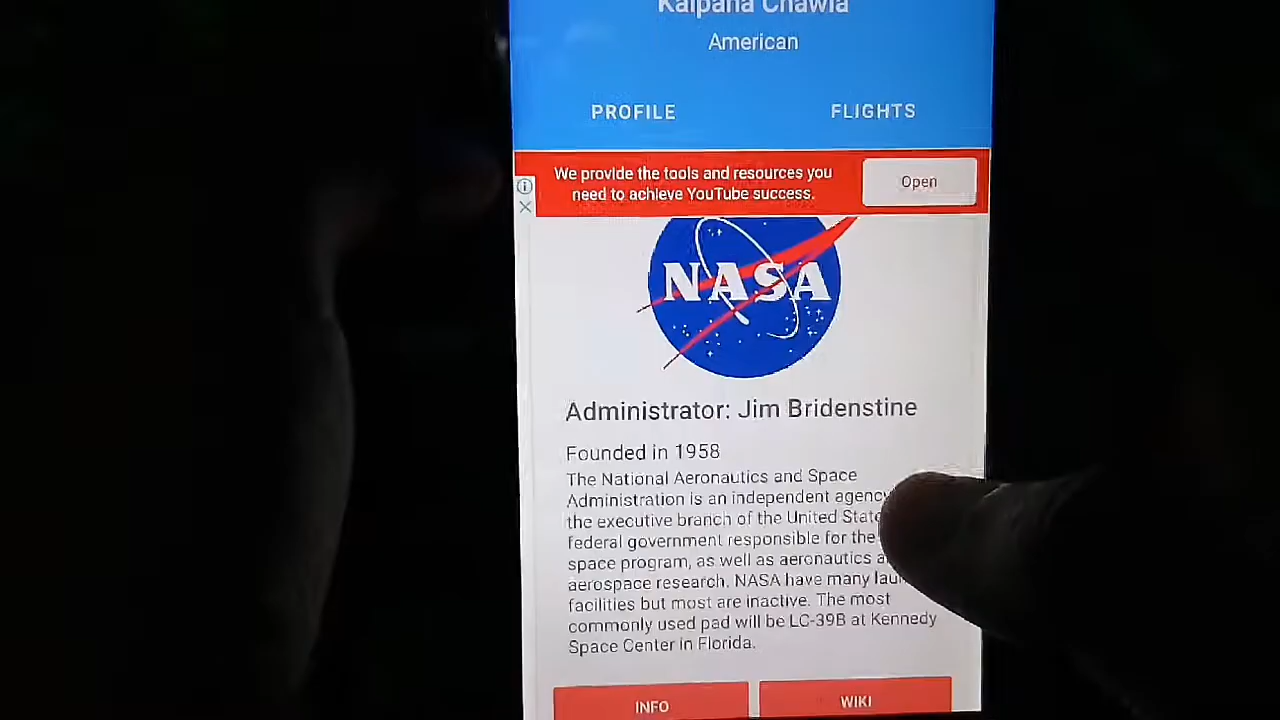 Kalpana Chawla
American
PROFILE
FLIGHTS
We provide the tools and resources you
need to achieve YouTube success.
Open
NASA
Administrator: Jim Bridenstine
Founded in 1958
The National Aeronautics and Space
Administration is an independent agency
the executive branch of the United
federal government responsible for the
space program, as well as aeronautics
aerospace research. NASA have many
facilities but most are inactive. The most
commonly used pad will be LC-39B at Kennedy
Space Center in Florida.
INFO
WIKI